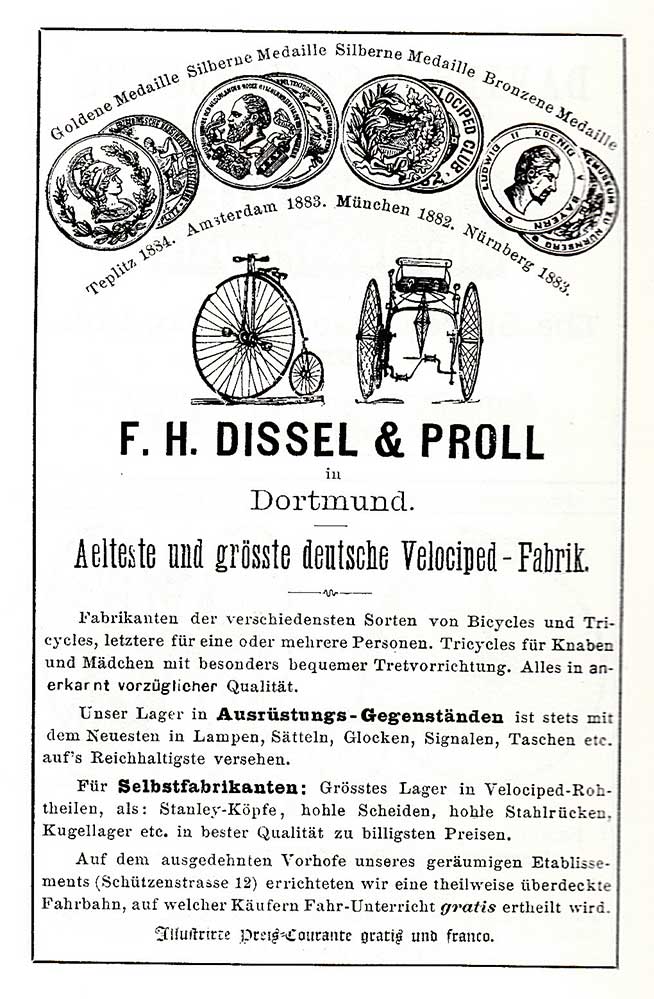 Goldene Medaille Silberne Medaille Silberne Medaille Bronzene Medaille
VELOCIPED CLUB
LUDWIG II KOENIG V BAYERN
Teplitz 1884. Amsterdam 1883. München 1882. Nürnberg 1883.
F. H. DISSEL & PROLL
in
Dortmund.
Aelteste und grösste deutsche Velociped-Fabrik.
Fabrikanten der verschiedensten Sorten von Bicycles und Tri-
cycles, letztere für eine oder mehrere Personen. Tricycles für Knaben
und Mädchen mit besonders bequemer Tretvorrichtung. Alles in an-
erkannt vorzüglicher Qualität.
Unser Lager in Ausrüstungs-Gegenständen ist stets mit
dem Neuesten in Lampen, Sätteln, Glocken, Signalen, Taschen etc.
auf's Reichhaltigste versehen.
Für Selbstfabrikanten: Grösstes Lager in Velociped-Roh-
theilen, als: Stanley-Köpfe, hohle Scheiden, hohle Stahlrücken,
Kugellager etc. in bester Qualität zu billigsten Preisen.
Auf dem ausgedehnten Vorhofe unseres geräumigen Etablisse-
ments (Schützenstrasse 12) errichteten wir eine theilweise überdeckte
Fahrbahn, auf welcher Käufern Fahr-Unterricht gratis ertheilt wird.
Illustrirte Preis-Courante gratis und franco.